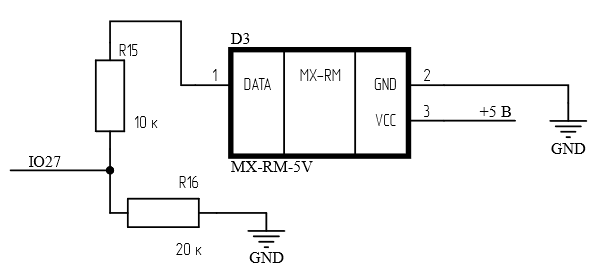 D3
R15
1
DATA
MX-RM
GND
2
VCC
3
+5 В
10 к
GND
IO27
MX-RM-5V
R16
20 к
GND